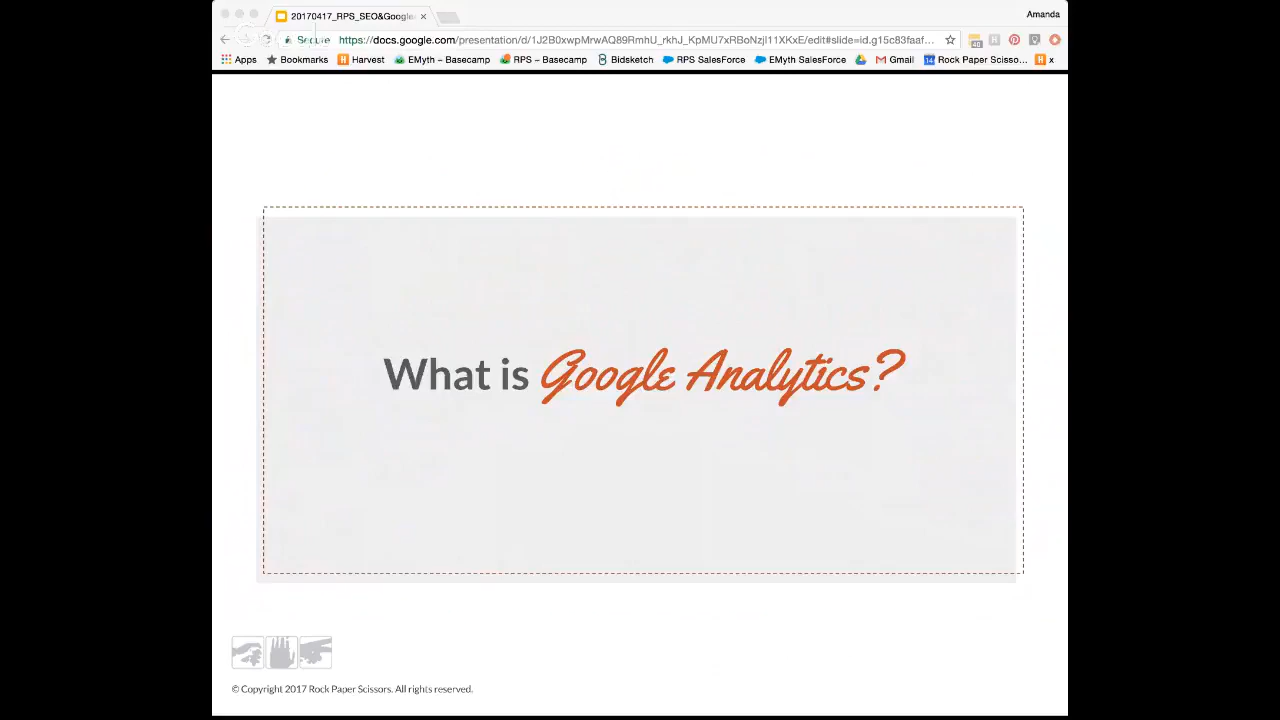 20170417_RPS_SEO&Google
Amanda
Secure https://docs.google.com/presentation/d/1J2B0xwpMrwAQ89RmhU_rkhJ_KpMU7xRBoNzjl11XKxE/edit#slide=id.g15c83faaf...
Apps Bookmarks Harvest EMyth – Basecamp RPS – Basecamp Bidsketch RPS SalesForce EMyth SalesForce Gmail Rock Paper Scisso... x
What is Google Analytics?
© Copyright 2017 Rock Paper Scissors. All rights reserved.